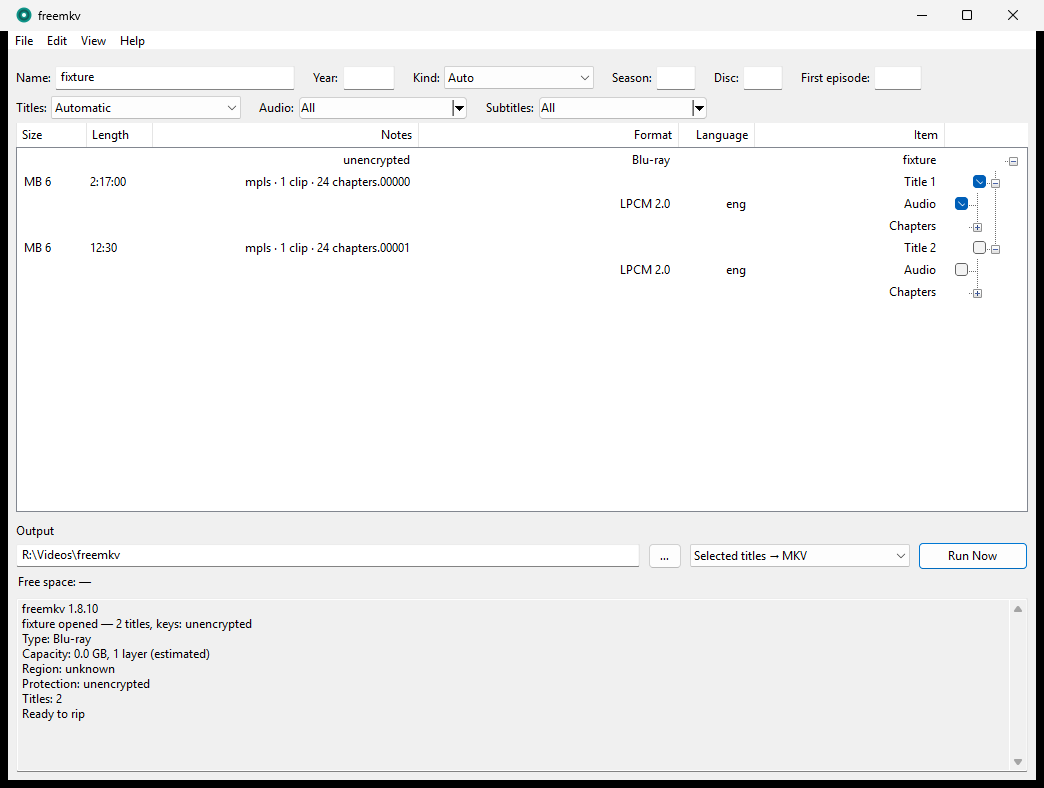 freemkv
File Edit View Help
Name: fixture Year: Kind: Auto Season: Disc: First episode:
Titles: Automatic Audio: All Subtitles: All
Size Length Notes Format Language Item
unencrypted Blu-ray fixture
MB 6 2:17:00 mpls · 1 clip · 24 chapters.00000 Title 1
LPCM 2.0 eng Audio
Chapters
MB 6 12:30 mpls · 1 clip · 24 chapters.00001 Title 2
LPCM 2.0 eng Audio
Chapters
Output
R:\Videos\freemkv ... Selected titles → MKV Run Now
Free space: —
freemkv 1.8.10
fixture opened — 2 titles, keys: unencrypted
Type: Blu-ray
Capacity: 0.0 GB, 1 layer (estimated)
Region: unknown
Protection: unencrypted
Titles: 2
Ready to rip